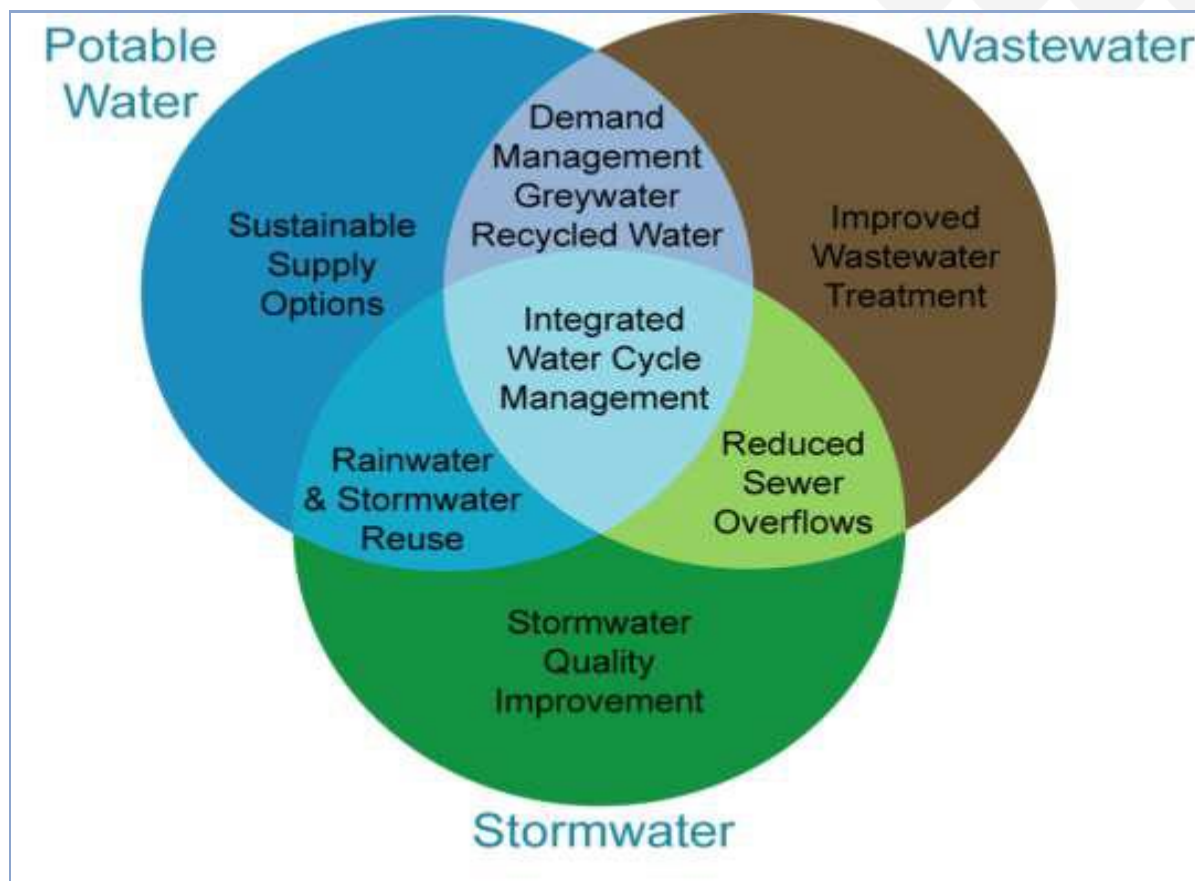 Potable
Water
Wastewater
Demand
Management
Greywater
Recycled Water
Sustainable
Supply
Options
Improved
Wastewater
Treatment
Integrated
Water Cycle
Management
Rainwater
& Stormwater
Reuse
Reduced
Sewer
Overflows
Stormwater
Quality
Improvement
Stormwater